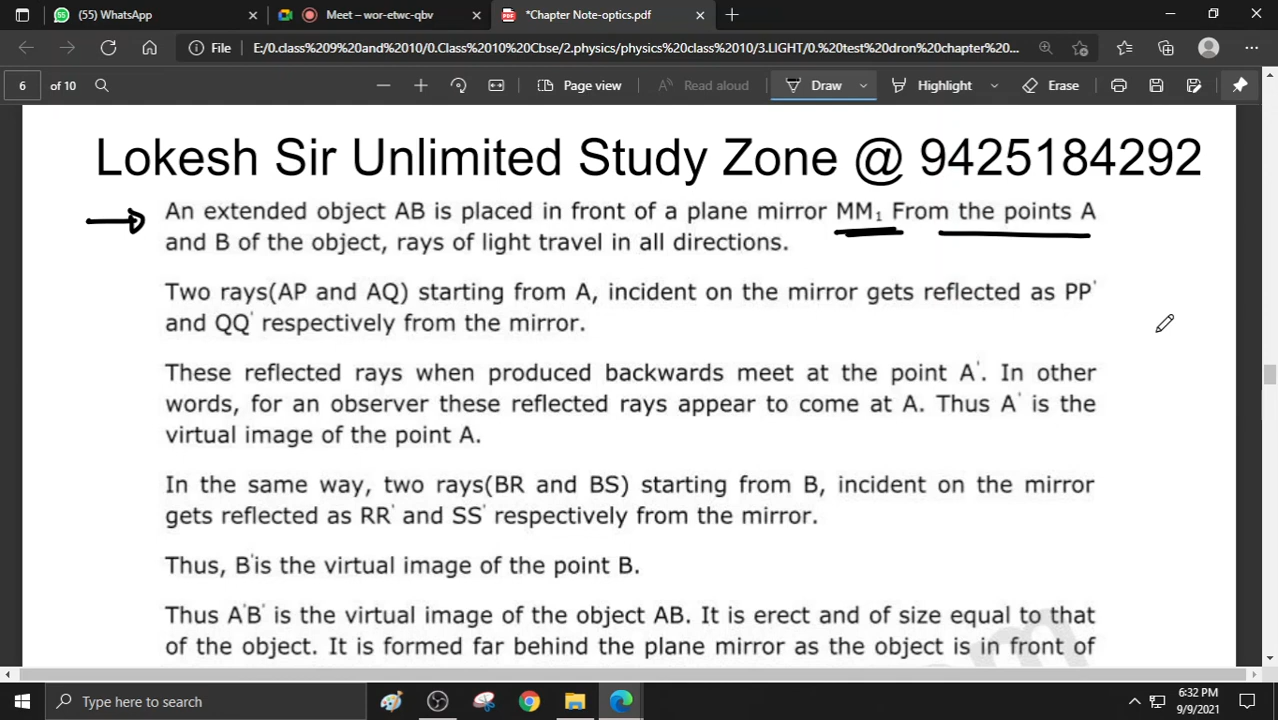 (55) WhatsApp
Meet – wor-etwc-qbv
*Chapter Note-optics.pdf
File
E:/0.class%209%20and%2010/0.Class%2010%20Cbse/2.physics/physics%20class%2010/3.LIGHT/0.%20test%20dron%20chapter%20...
6 of 10
Page view
Read aloud
Draw
Highlight
Erase
Lokesh Sir Unlimited Study Zone @ 9425184292
An extended object AB is placed in front of a plane mirror MM₁ From the points A
and B of the object, rays of light travel in all directions.
Two rays(AP and AQ) starting from A, incident on the mirror gets reflected as PP'
and QQ' respectively from the mirror.
These reflected rays when produced backwards meet at the point A'. In other
words, for an observer these reflected rays appear to come at A. Thus A' is the
virtual image of the point A.
In the same way, two rays(BR and BS) starting from B, incident on the mirror
gets reflected as RR' and SS' respectively from the mirror.
Thus, B'is the virtual image of the point B.
Thus A'B' is the virtual image of the object AB. It is erect and of size equal to that
of the object. It is formed far behind the plane mirror as the object is in front of
Type here to search
6:32 PM
9/9/2021